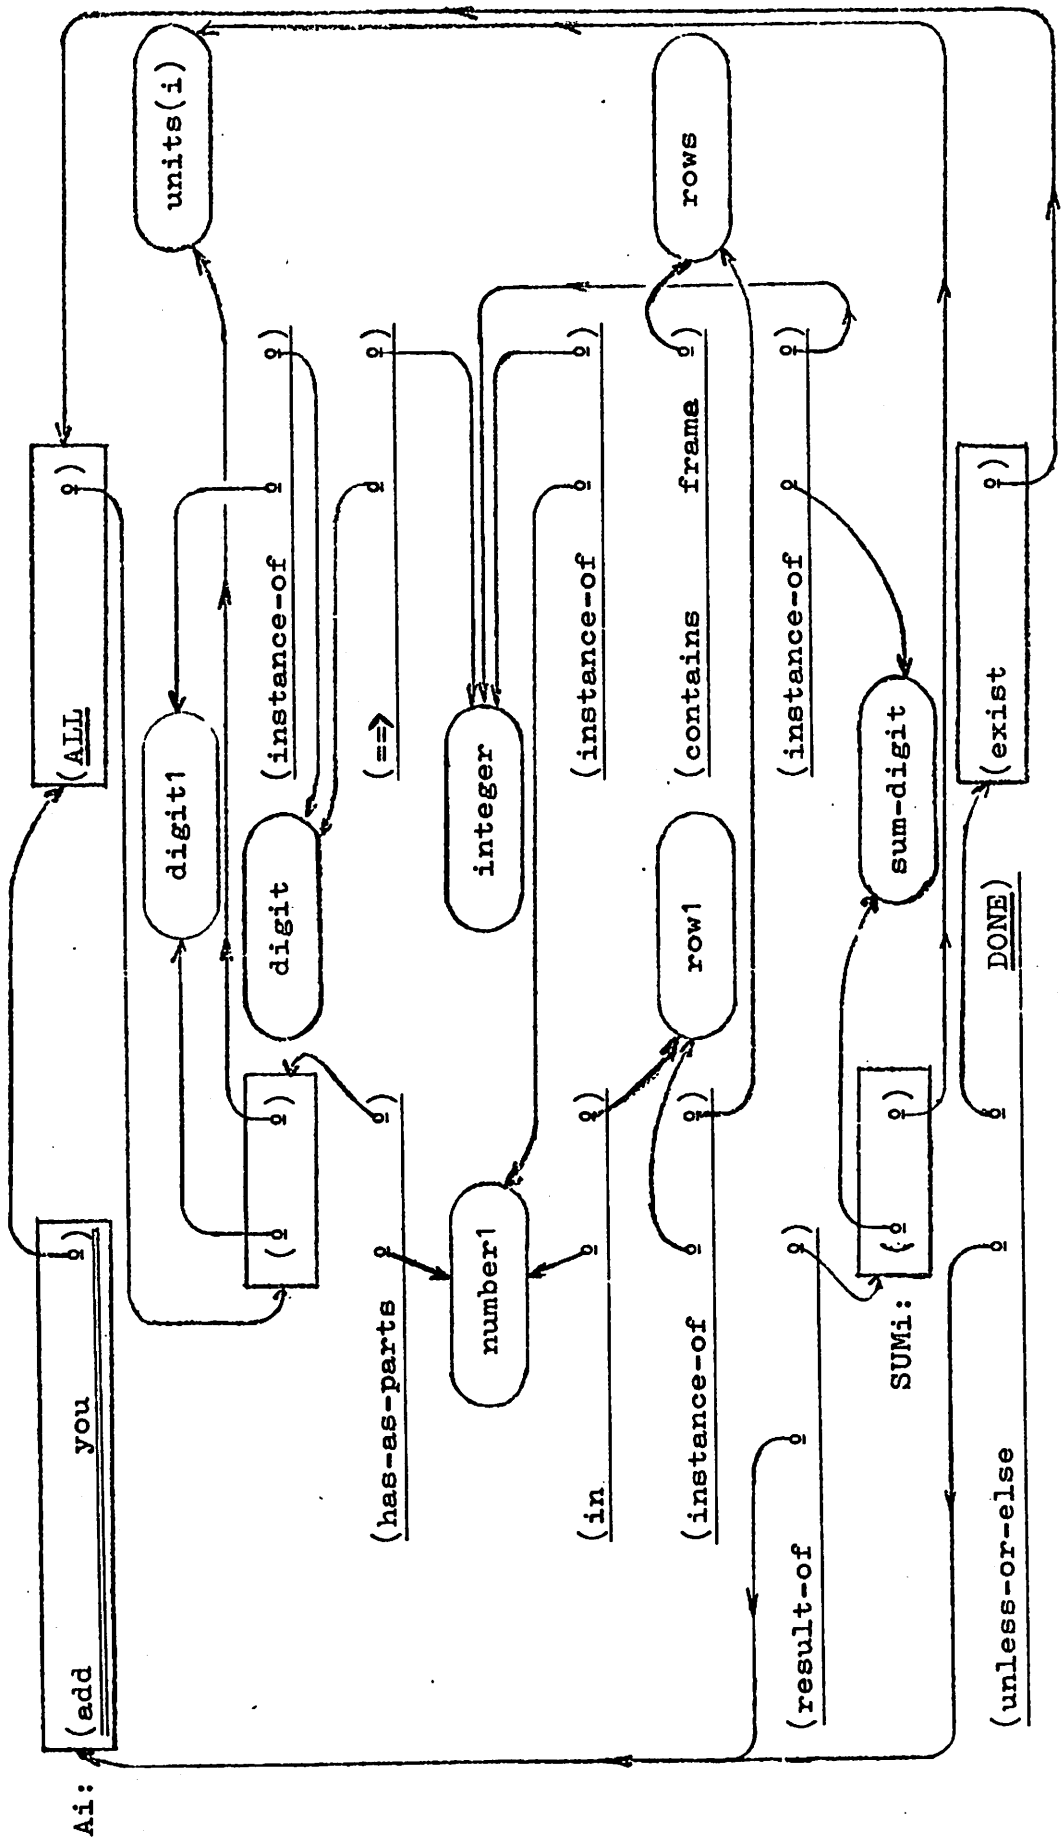 Ai: (add you o) (ALL o)
digit1 units(i)
(o o) digit (instance-of o o)
(has-as-parts o o) (==> o o)
number1 integer
(in o o) (instance-of o o)
(instance-of o o) row1 (contains frame o) rows
(result-of o o) (instance-of o o)
SUMi: (o o) sum-digit
(unless-or-else o o DONE) (exist o)